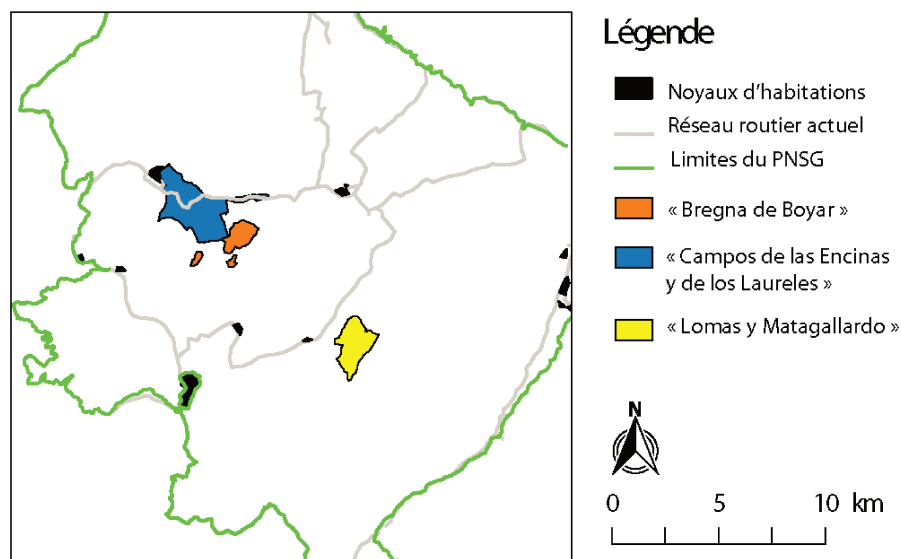 Légende
Noyaux d'habitations
Réseau routier actuel
Limites du PNSG
« Bregna de Boyar »
« Campos de las Encinas
y de los Laureles »
« Lomas y Matagallardo »
N
0 5 10 km